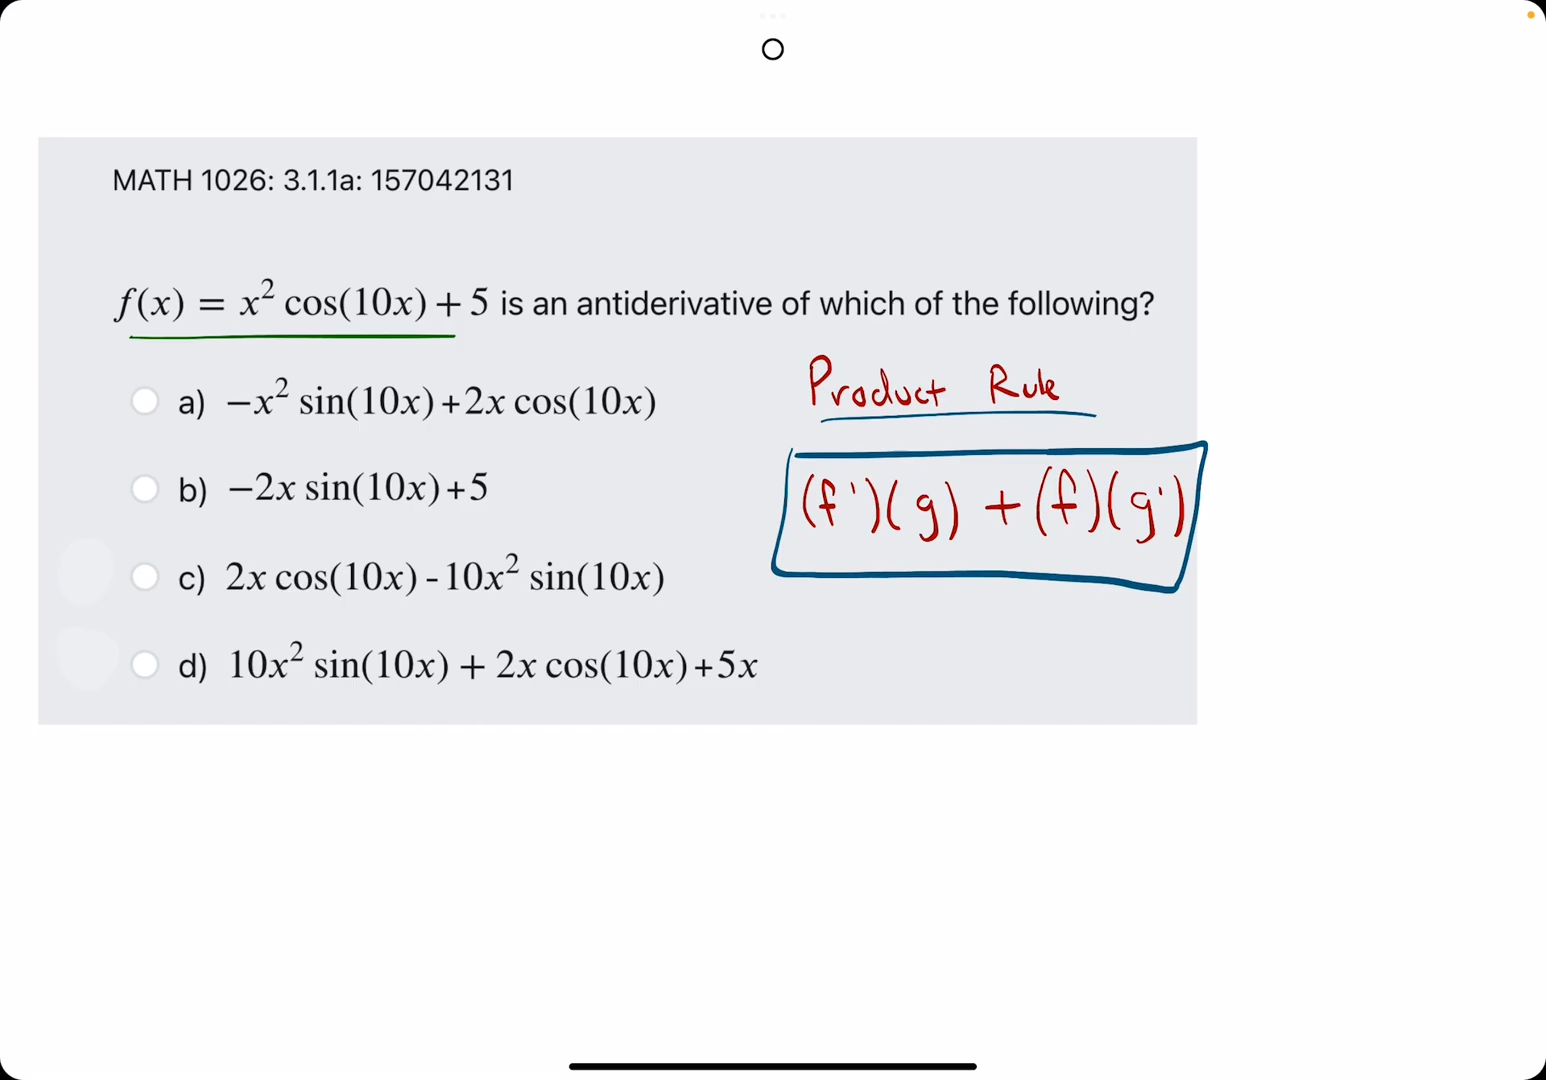 MATH 1026: 3.1.1a: 157042131
f(x) = x² cos(10x) + 5 is an antiderivative of which of the following?
a) −x² sin(10x)+2x cos(10x)
b) −2x sin(10x)+5
c) 2x cos(10x) - 10x² sin(10x)
d) 10x² sin(10x) + 2x cos(10x)+5x
Product Rule
(f')(g) + (f)(g')